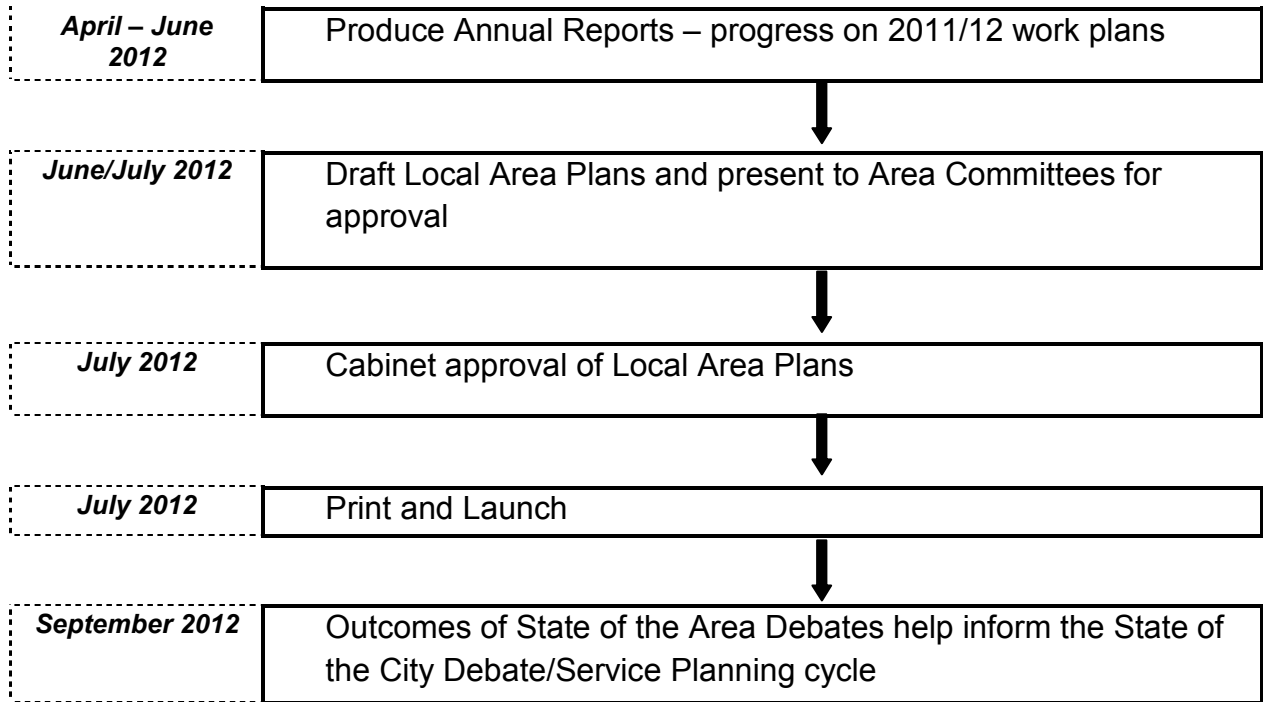 April – June
2012
Produce Annual Reports – progress on 2011/12 work plans
June/July 2012
Draft Local Area Plans and present to Area Committees for
approval
July 2012
Cabinet approval of Local Area Plans
July 2012
Print and Launch
September 2012
Outcomes of State of the Area Debates help inform the State of
the City Debate/Service Planning cycle